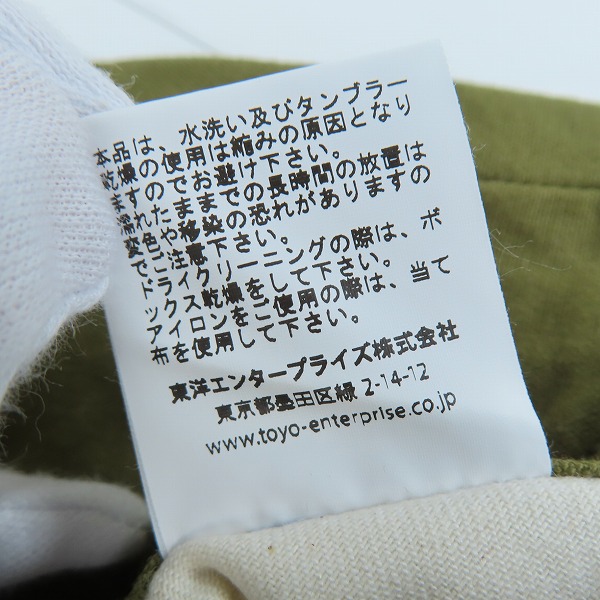 本品は、水洗い及びタンブラー
乾燥の使用は縮みの原因となり
ますのでお避け下さい。
濡れたままでの長時間の放置は
変色や移染の恐れがありますの
でご注意下さい。
ドライクリーニングの際は、ボ
ックス乾燥をして下さい。
アイロンをご使用の際は、当て
布を使用して下さい。
東洋エンタープライズ株式会社
東京都墨田区緑 2-14-12
www.toyo-enterprise.co.jp